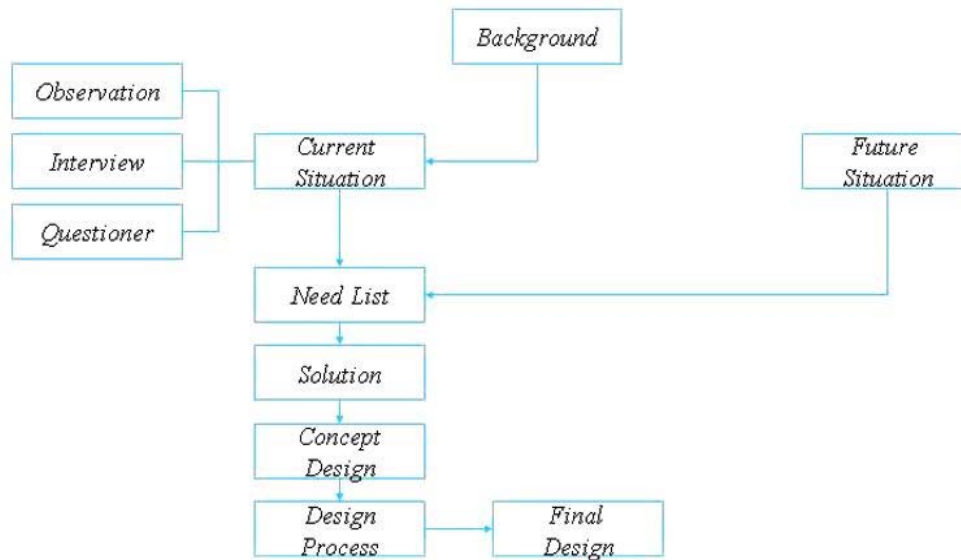 Background
Observation
Interview
Current
Situation
Future
Situation
Questioner
Need List
Solution
Concept
Design
Design
Process
Final
Design